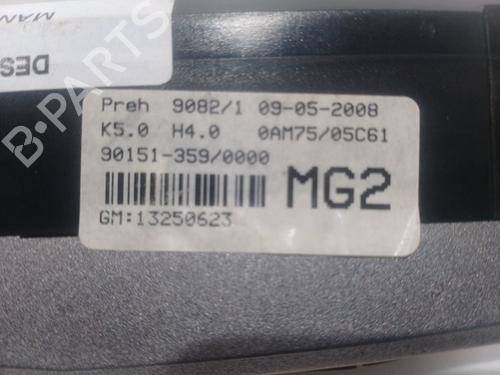 MAN
DES
B-PARTS
Preh 9082/1 09-05-2008
K5.0 H4.0 0AM75/05C61
90151-359/0000
MG2
GM:13250623